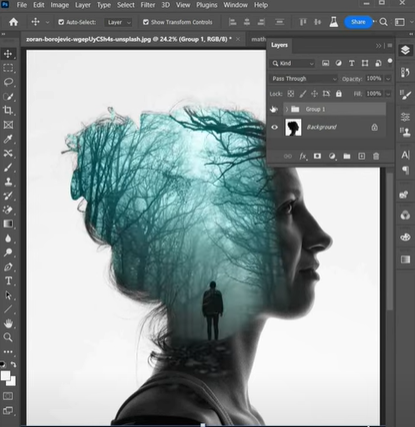 File Edit Image Layer Type Select Filter 3D View Plugins Window Help
Auto-Select: Layer Show Transform Controls Share
zoran-borojevic-wgepUyCSh4s-unsplash.jpg @ 24.2% (Group 1, RGB/8) *
Layers
Kind
Pass Through Opacity: 100%
Lock: Fill: 100%
Group 1
Background